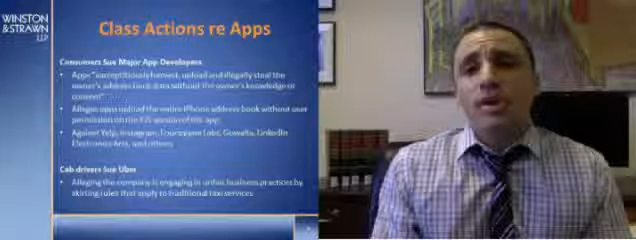 WINSTON
& STRAWN
LLP
Class Actions re Apps
Consumers Sue Major App Developers
• Apps "surreptitiously harvest, upload and illegally steal the
owner's address book data without the owner's knowledge or
consent"
• Alleges apps upload the entire iPhone address book without user
permission on the iOS version of the app
• Against Yelp, Instagram, Foursquare Labs, Gowalla, LinkedIn
Electronics Arts, and others
Cab drivers Sue Uber
• Alleging the company is engaging in unfair business practices by
skirting rules that apply to traditional taxi services